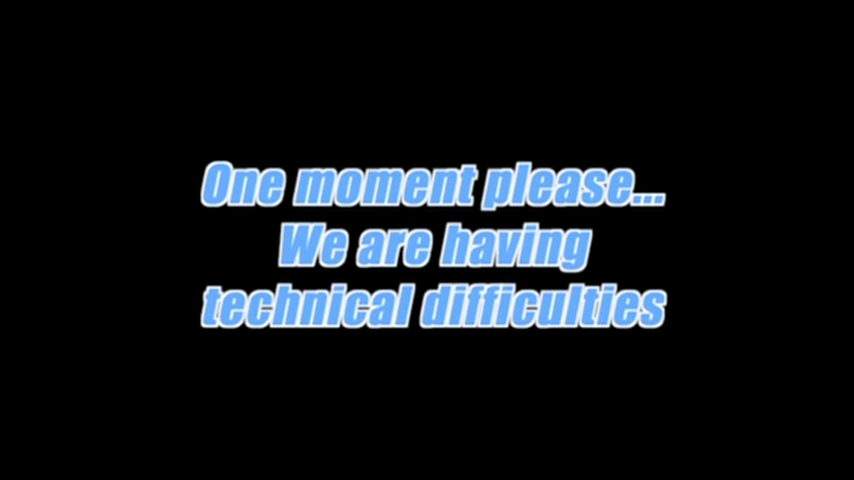 One moment please...
We are having
technical difficulties